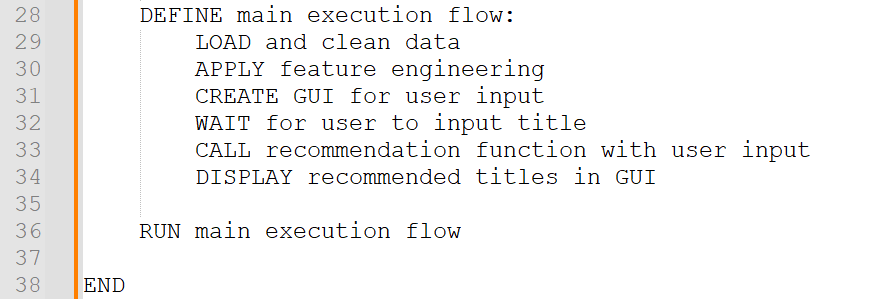 28 DEFINE main execution flow:
29 LOAD and clean data
30 APPLY feature engineering
31 CREATE GUI for user input
32 WAIT for user to input title
33 CALL recommendation function with user input
34 DISPLAY recommended titles in GUI
35
36 RUN main execution flow
37
38 END